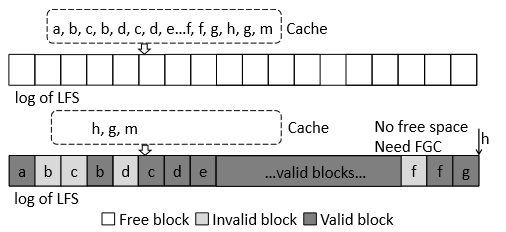 a, b, c, b, d, c, d, e...f, f, g, h, g, m
Cache
log of LFS
h, g, m
Cache
No free space
Need FGC
h
a b c b d c d e ...valid blocks... f f g
log of LFS
Free block Invalid block Valid block